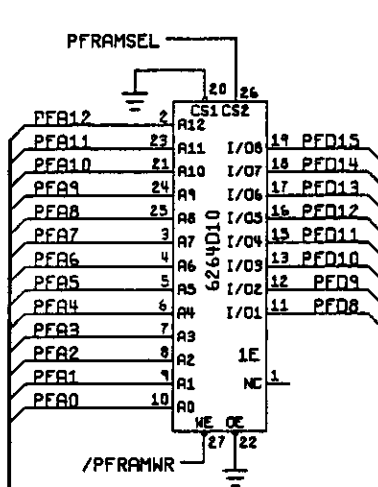 PFRAMSEL
20 26
CS1 CS2
PFA12 2 A12
PFA11 23 A11 I/O8 19 PFD15
PFA10 21 A10 I/O7 18 PFD14
PFA9 24 A9 I/O6 17 PFD13
PFA8 25 A8 I/O5 16 PFD12
PFA7 3 A7 I/O4 15 PFD11
PFA6 4 A6 I/O3 13 PFD10
PFA5 5 A5 I/O2 12 PFD9
PFA4 6 A4 I/O1 11 PFD8
6264D10
PFA3 7 A3
PFA2 8 A2 1E
PFA1 9 A1 NC 1
PFA0 10 A0
WE OE
27 22
/PFRAMWR